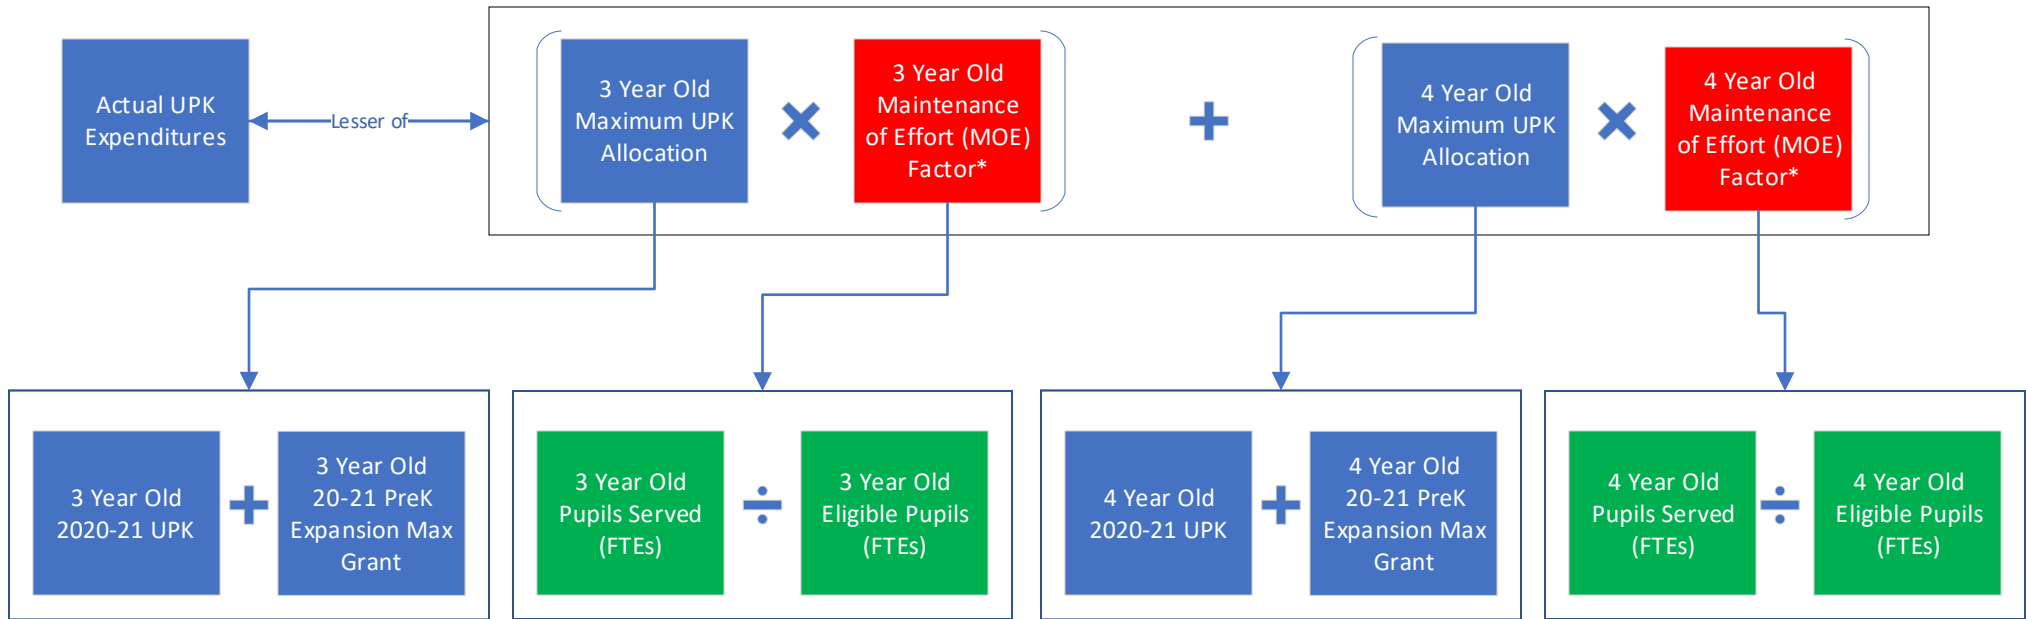 Actual UPK
Expenditures
Lesser of
3 Year Old
Maximum UPK
Allocation
3 Year Old
Maintenance
of Effort (MOE)
Factor*
4 Year Old
Maximum UPK
Allocation
4 Year Old
Maintenance
of Effort (MOE)
Factor*
3 Year Old
2020-21 UPK
3 Year Old
20-21 PreK
Expansion Max
Grant
3 Year Old
Pupils Served
(FTEs)
3 Year Old
Eligible Pupils
(FTEs)
4 Year Old
2020-21 UPK
4 Year Old
20-21 PreK
Expansion Max
Grant
4 Year Old
Pupils Served
(FTEs)
4 Year Old
Eligible Pupils
(FTEs)